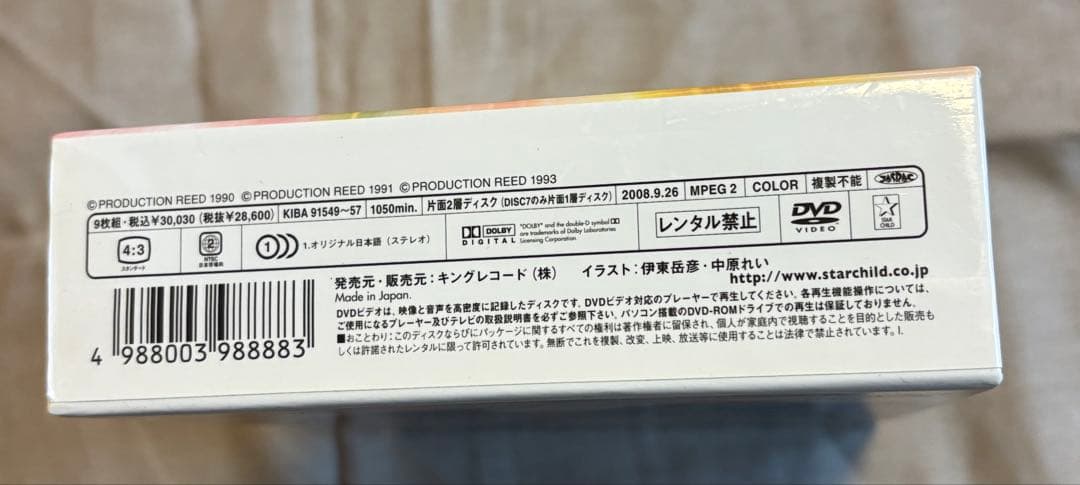 ©PRODUCTION REED 1990 ©PRODUCTION REED 1991 ©PRODUCTION REED 1993
9枚組・税込¥30,030 (税抜¥28,600) KIBA 91549〜57 1050min. 片面2層ディスク (DISC7のみ片面1層ディスク) 2008.9.26 MPEG 2 COLOR 複製不能
4:3
スタンダード
2
NTSC
日本市場向
1 1.オリジナル日本語 (ステレオ)
DOLBY
DIGITAL
"DOLBY" and the double-D symbol
are trademarks of Dolby Laboratories
Licensing Corporation.
レンタル禁止
DVD
VIDEO
STAR
CHILD
発売元・販売元:キングレコード (株) イラスト:伊東岳彦・中原れい
Made in Japan. http://www.starchild.co.jp
DVDビデオは、映像と音声を高密度に記録したディスクです。DVDビデオ対応のプレーヤーで再生してください。各再生機能操作については、
ご使用になるプレーヤー及びテレビの取扱説明書を必ずご参照下さい。パソコン搭載のDVD-ROMドライブでの再生は保証しておりません。
■おことわり:このディスクならびにパッケージに関するすべての権利は著作権者に留保され、個人が家庭内で視聴することを目的とした販売も
しくは許諾されたレンタルに限って許可されています。無断でこれを複製、改変、上映、放送等に使用することは法律で禁止されています。I.
4 988003 988883